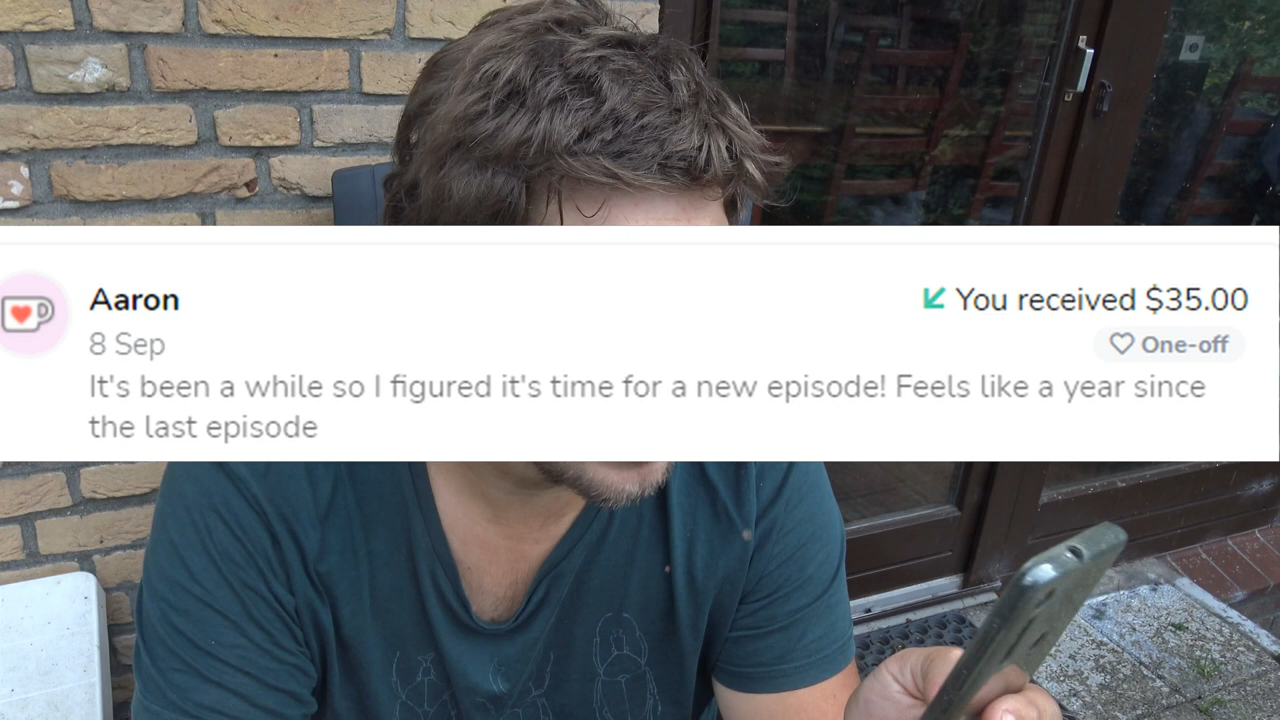 Aaron
You received $35.00
8 Sep
One-off
It's been a while so I figured it's time for a new episode! Feels like a year since
the last episode